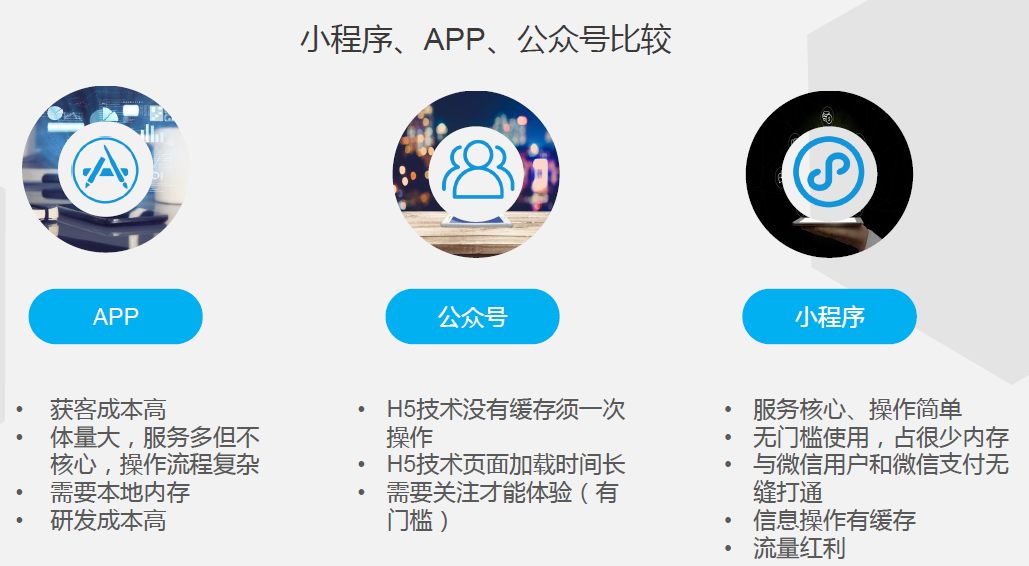 小程序、APP、公众号比较
APP
公众号
小程序
• 获客成本高
• 体量大，服务多但不
核心，操作流程复杂
• 需要本地内存
• 研发成本高
• H5技术没有缓存须一次
操作
• H5技术页面加载时间长
• 需要关注才能体验（有
门槛）
• 服务核心、操作简单
• 无门槛使用，占很少内存
• 与微信用户和微信支付无
缝打通
• 信息操作有缓存
• 流量红利